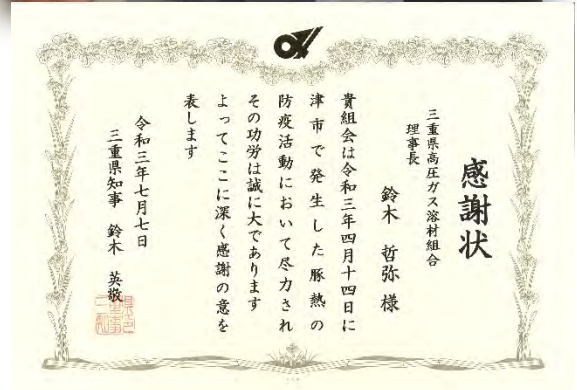 感謝状
三重県高圧ガス溶材組合
理事長
鈴木 哲弥 様
貴組会は令和三年四月十四日に
津市で発生した豚熱の
防疫活動において尽力され
その功労は誠に大であります
よってここに深く感謝の意を
表します
令和三年七月七日
三重県知事 鈴木 英敬